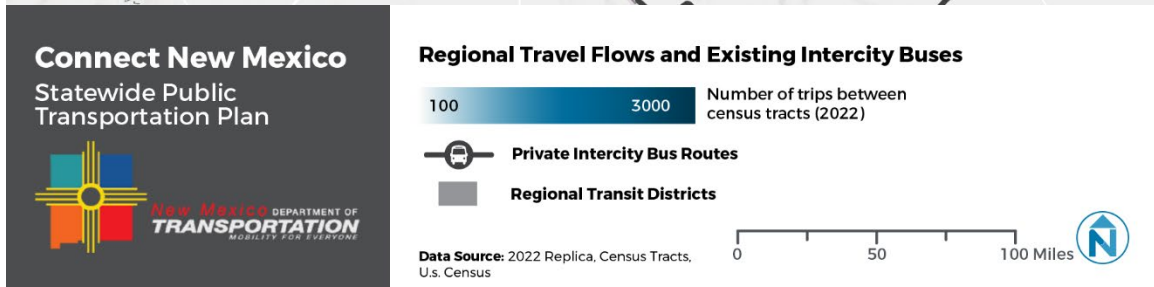 Connect New Mexico
Statewide Public
Transportation Plan
New Mexico DEPARTMENT OF
TRANSPORTATION
MOBILITY FOR EVERYONE
Regional Travel Flows and Existing Intercity Buses
100
3000
Number of trips between
census tracts (2022)
Private Intercity Bus Routes
Regional Transit Districts
Data Source: 2022 Replica, Census Tracts,
U.s. Census
0
50
100 Miles
N